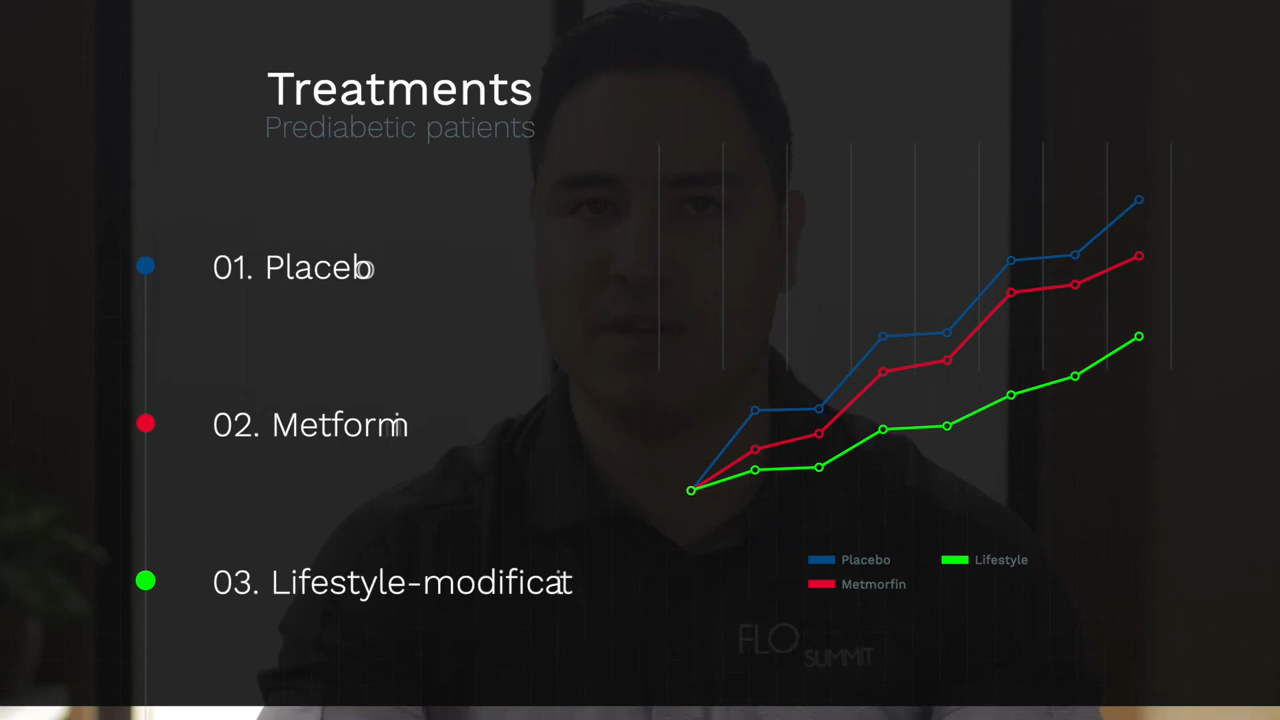 Treatments
Prediabetic patients
01. Placebo
02. Metform
03. Lifestyle-modificat
Placebo
Lifestyle
Metmorfin
FLO
SUMMIT